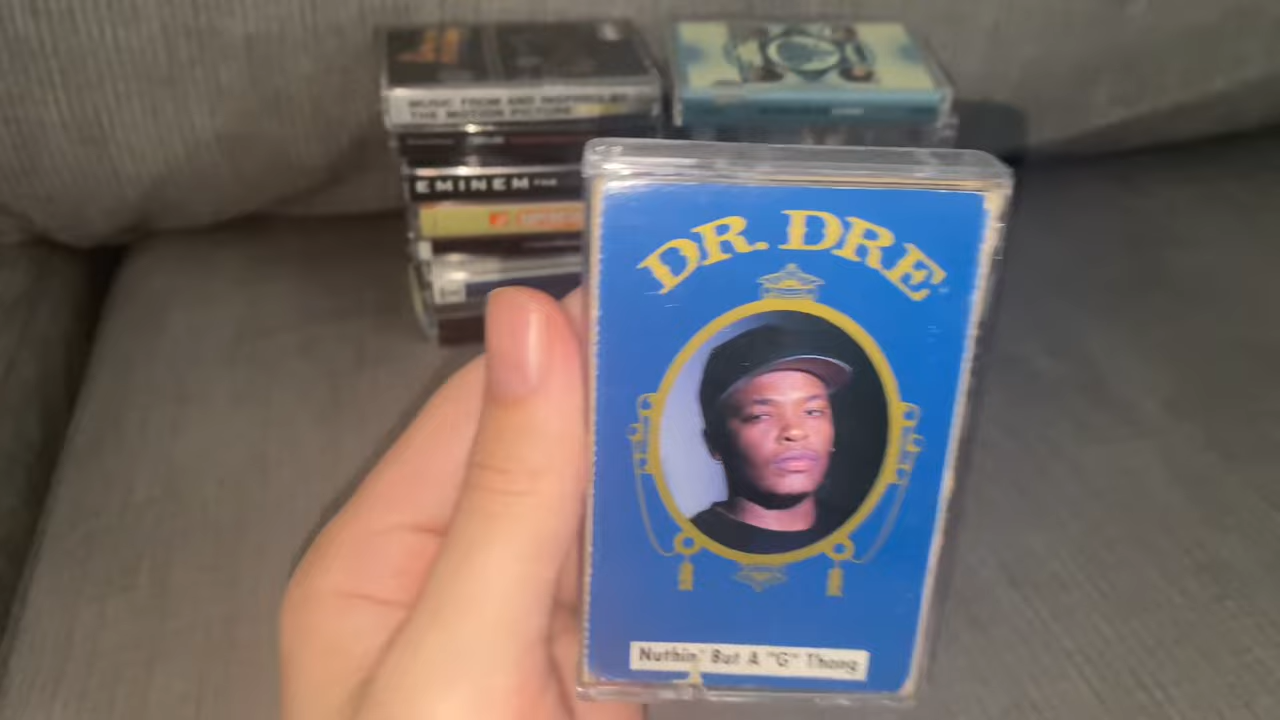 MUSIC FROM AND INSPIRED BY
THE MOTION PICTURE
EMINEM
DR. DRE
Nuthin' But A "G" Thang